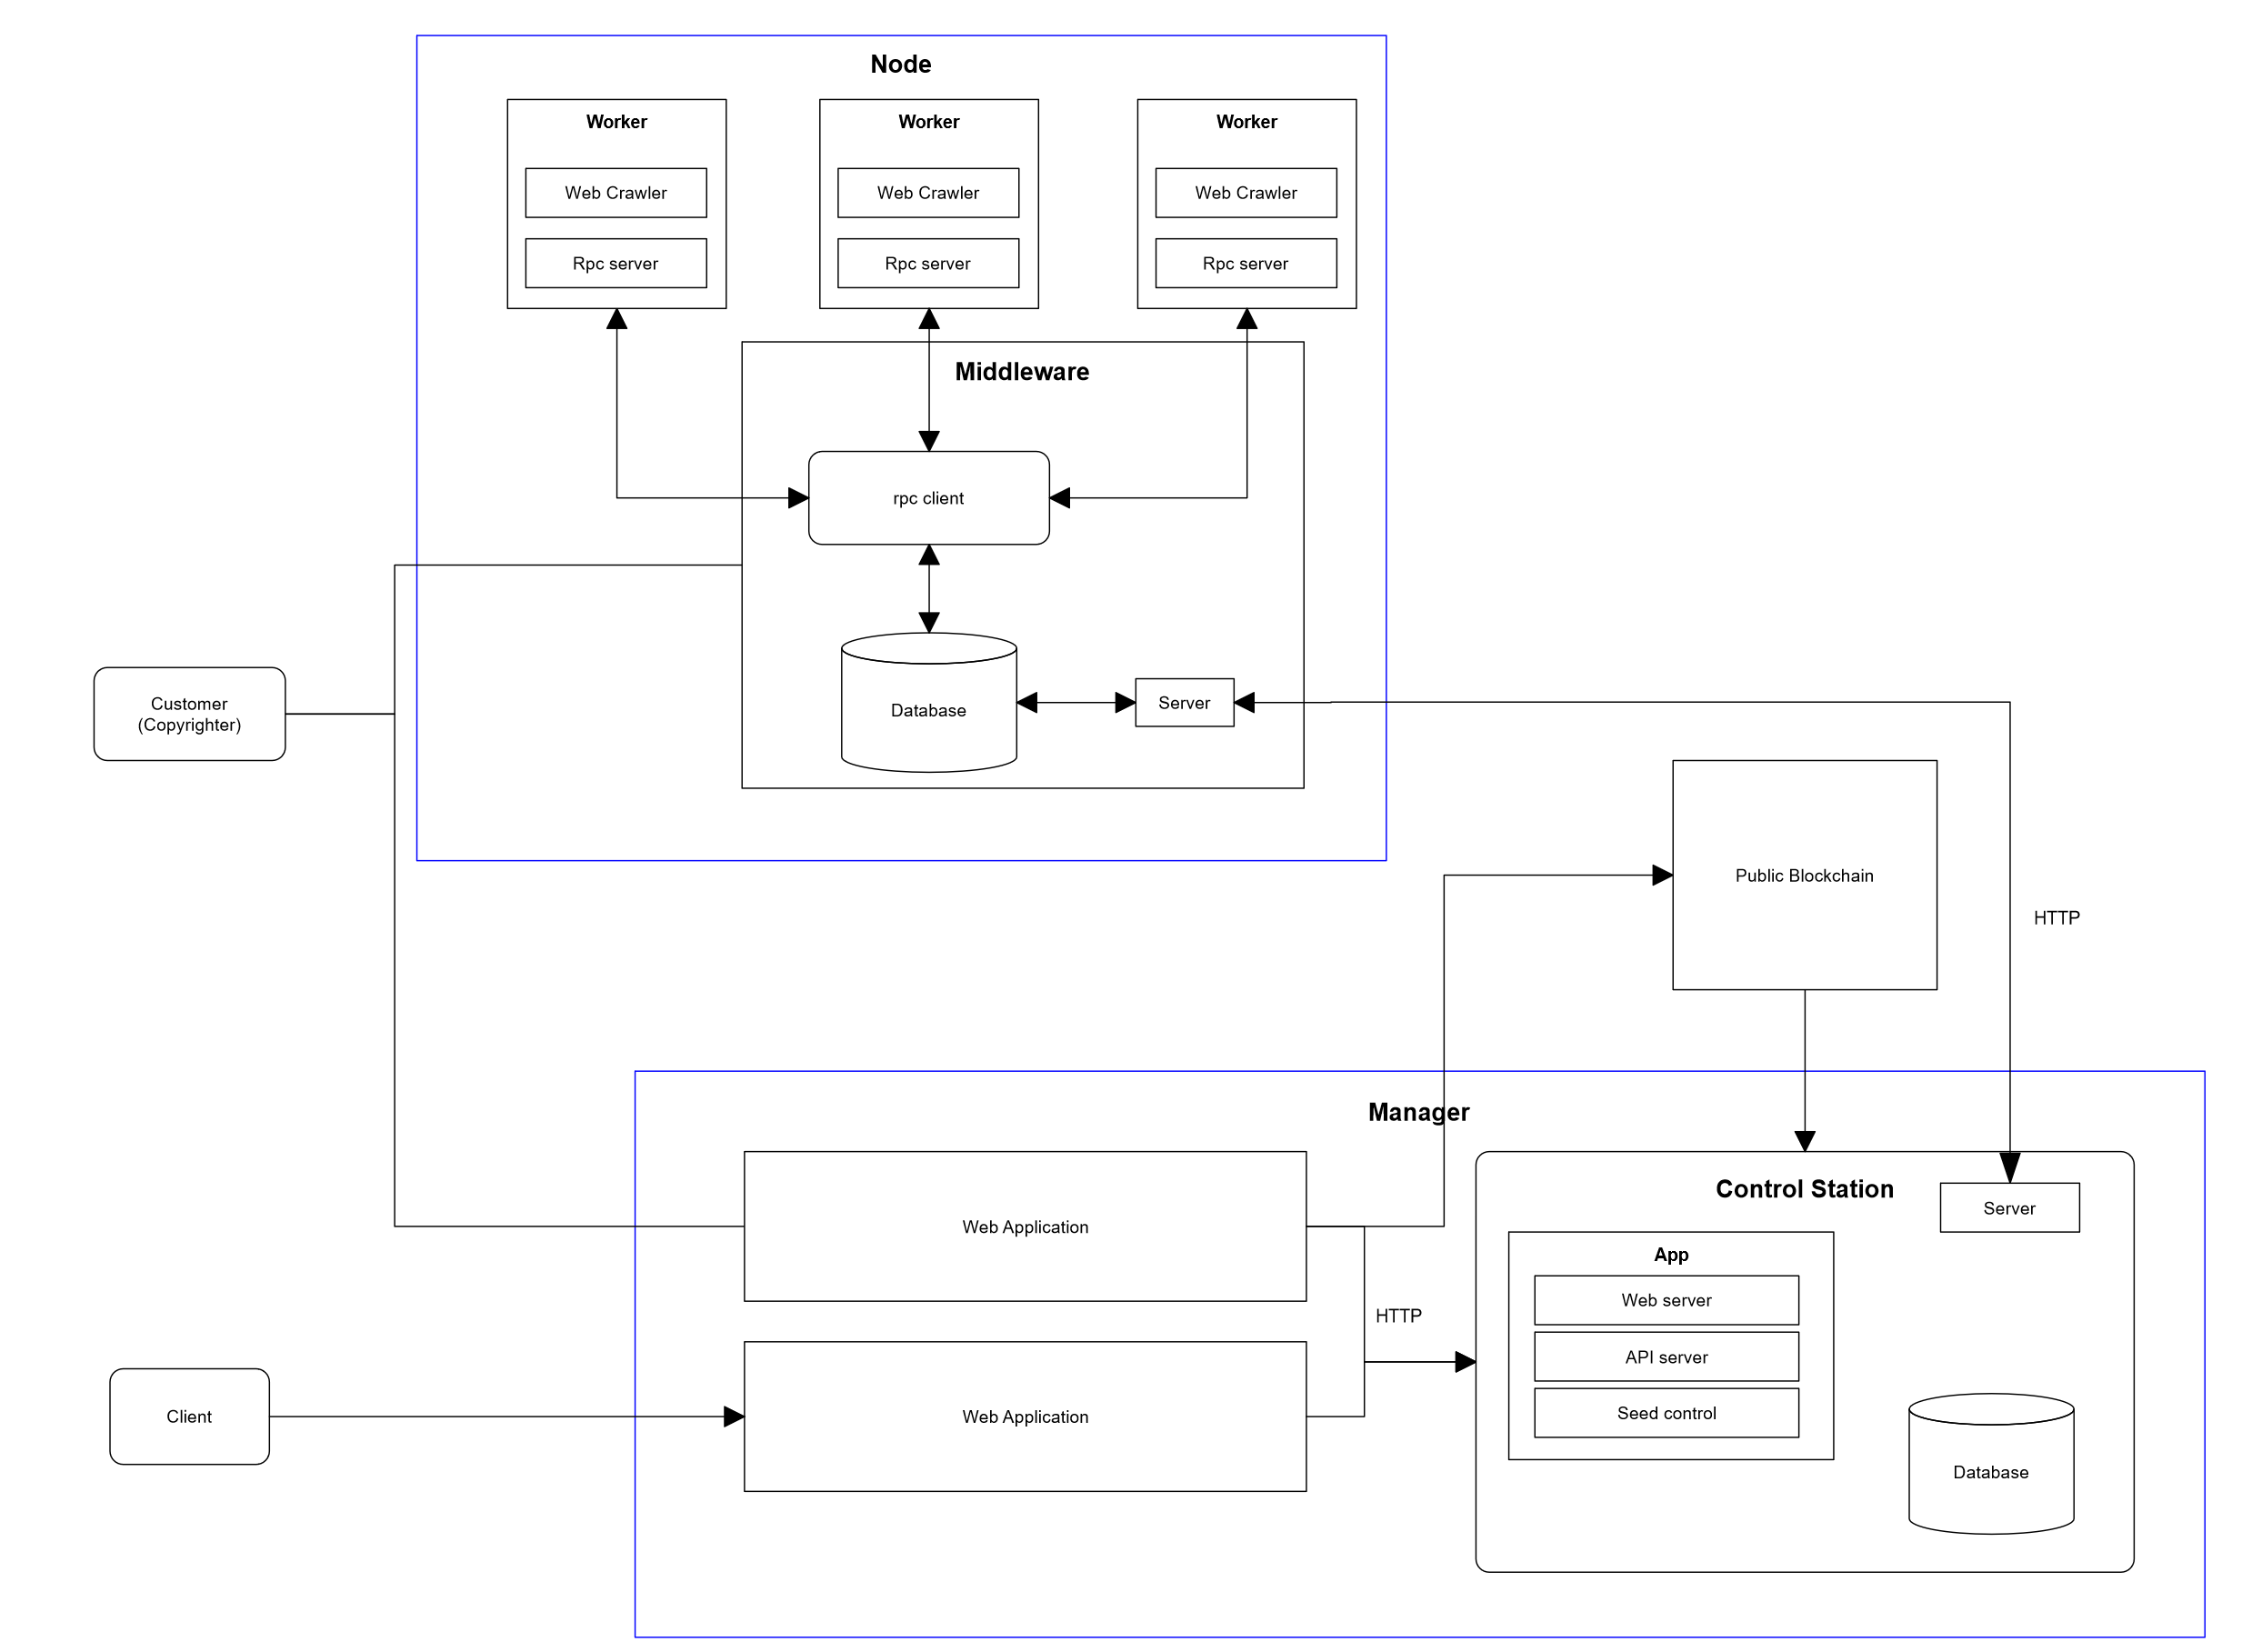 Node
Worker
Web Crawler
Rpc server
Worker
Web Crawler
Rpc server
Worker
Web Crawler
Rpc server
Middleware
rpc client
Database
Server
Customer
(Copyrighter)
Public Blockchain
HTTP
Manager
Web Application
HTTP
Web Application
Client
Control Station
Server
App
Web server
API server
Seed control
Database